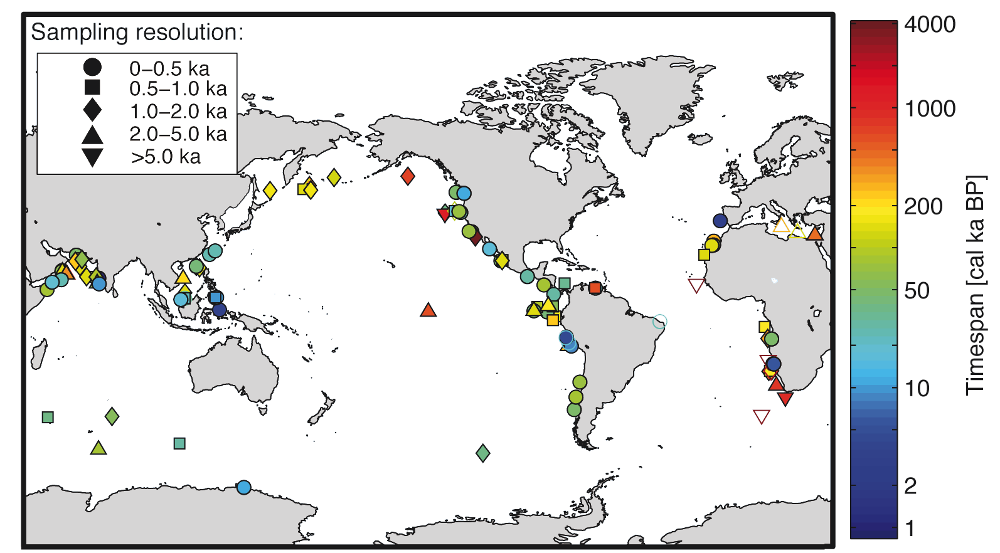 Sampling resolution:
0–0.5 ka
0.5–1.0 ka
1.0–2.0 ka
2.0–5.0 ka
>5.0 ka
4000
1000
200
50
10
2
1
Timespan [cal ka BP]